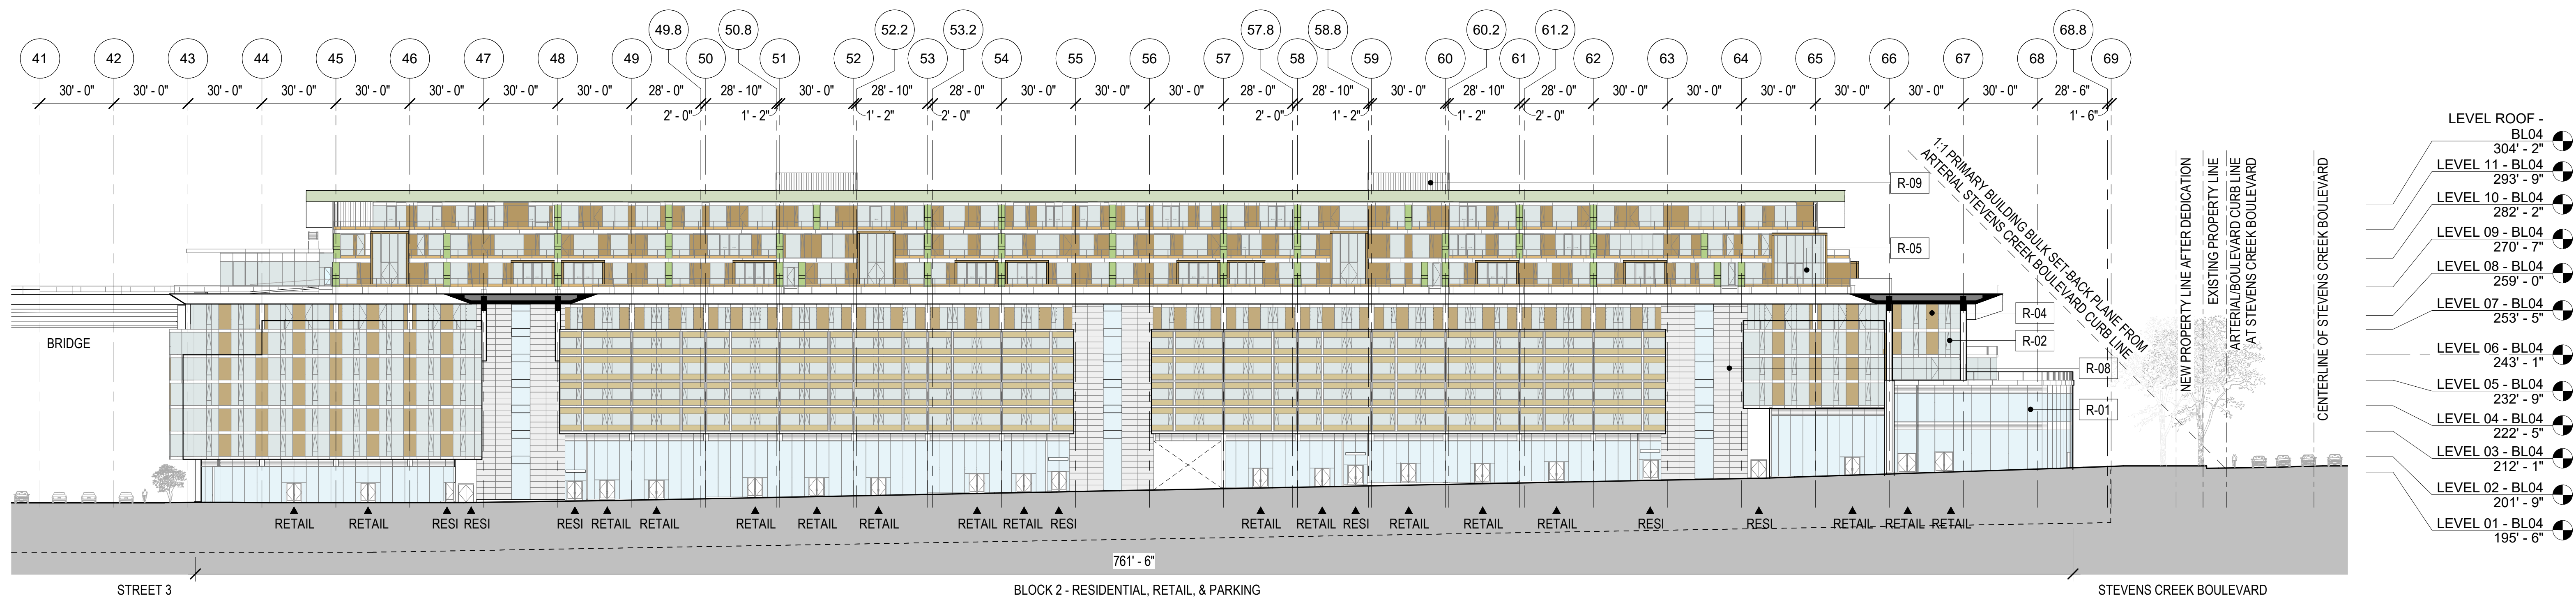 49.8 50.8 52.2 53.2 57.8 58.8 60.2 61.2 68.8
41 42 43 44 45 46 47 48 49 50 51 52 53 54 55 56 57 58 59 60 61 62 63 64 65 66 67 68 69
30' - 0" 30' - 0" 30' - 0" 30' - 0" 30' - 0" 30' - 0" 30' - 0" 30' - 0" 28' - 0" 28' - 10" 30' - 0" 28' - 10" 28' - 0" 30' - 0" 30' - 0" 30' - 0" 28' - 0" 28' - 10" 30' - 0" 28' - 10" 28' - 0" 30' - 0" 30' - 0" 30' - 0" 30' - 0" 30' - 0" 30' - 0" 28' - 6"
2' - 0" 1' - 2" 1' - 2" 2' - 0" 2' - 0" 1' - 2" 1' - 2" 2' - 0" 1' - 6"
LEVEL ROOF -
BL04
304' - 2"
LEVEL 11 - BL04
293' - 9"
LEVEL 10 - BL04
282' - 2"
LEVEL 09 - BL04
270' - 7"
LEVEL 08 - BL04
259' - 0"
LEVEL 07 - BL04
253' - 5"
LEVEL 06 - BL04
243' - 1"
LEVEL 05 - BL04
232' - 9"
LEVEL 04 - BL04
222' - 5"
LEVEL 03 - BL04
212' - 1"
LEVEL 02 - BL04
201' - 9"
LEVEL 01 - BL04
195' - 6"
1:1 PRIMARY BUILDING BULK SET-BACK PLANE FROM
ARTERIAL STEVENS CREEK BOULEVARD CURB LINE
NEW PROPERTY LINE AFTER DEDICATION
EXISTING PROPERTY LINE
ARTERIAL/BOULEVARD CURB LINE
AT STEVENS CREEK BOULEVARD
CENTERLINE OF STEVENS CREEK BOULEVARD
R-09
R-05
R-04
R-02
R-08
R-01
BRIDGE
RETAIL RETAIL RESI RESI RESI RETAIL RETAIL RETAIL RETAIL RETAIL RETAIL RETAIL RESI RETAIL RETAIL RESI RETAIL RETAIL RETAIL RESI RESI RETAIL RETAIL RETAIL
761' - 6"
STREET 3 BLOCK 2 - RESIDENTIAL, RETAIL, & PARKING STEVENS CREEK BOULEVARD